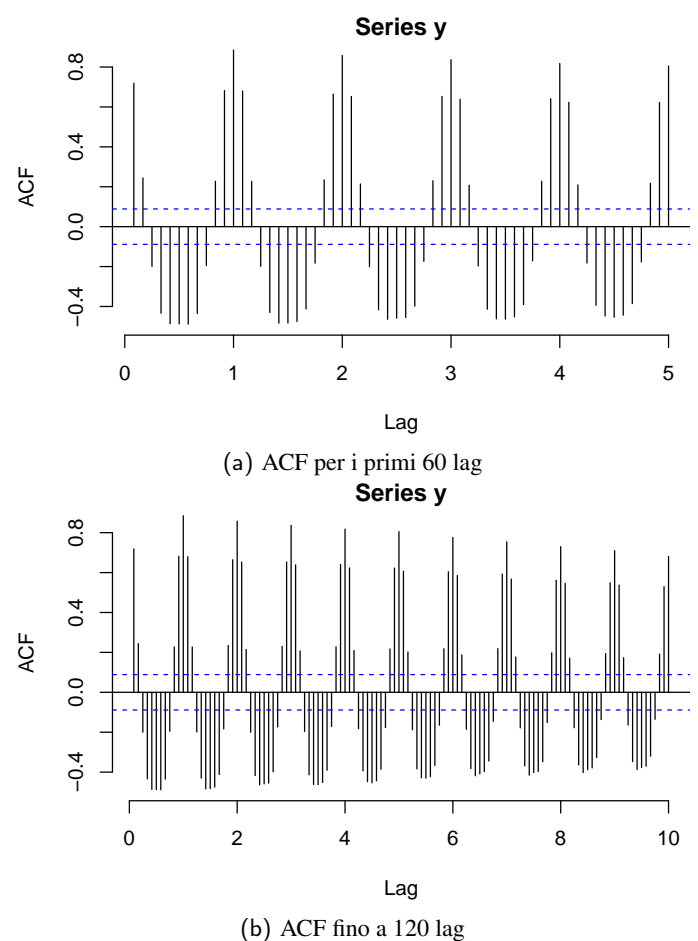 Series y
0.8
0.4
0.0
−0.4
ACF
0 1 2 3 4 5
Lag
(a) ACF per i primi 60 lag
Series y
0.8
0.4
0.0
−0.4
ACF
0 2 4 6 8 10
Lag
(b) ACF fino a 120 lag